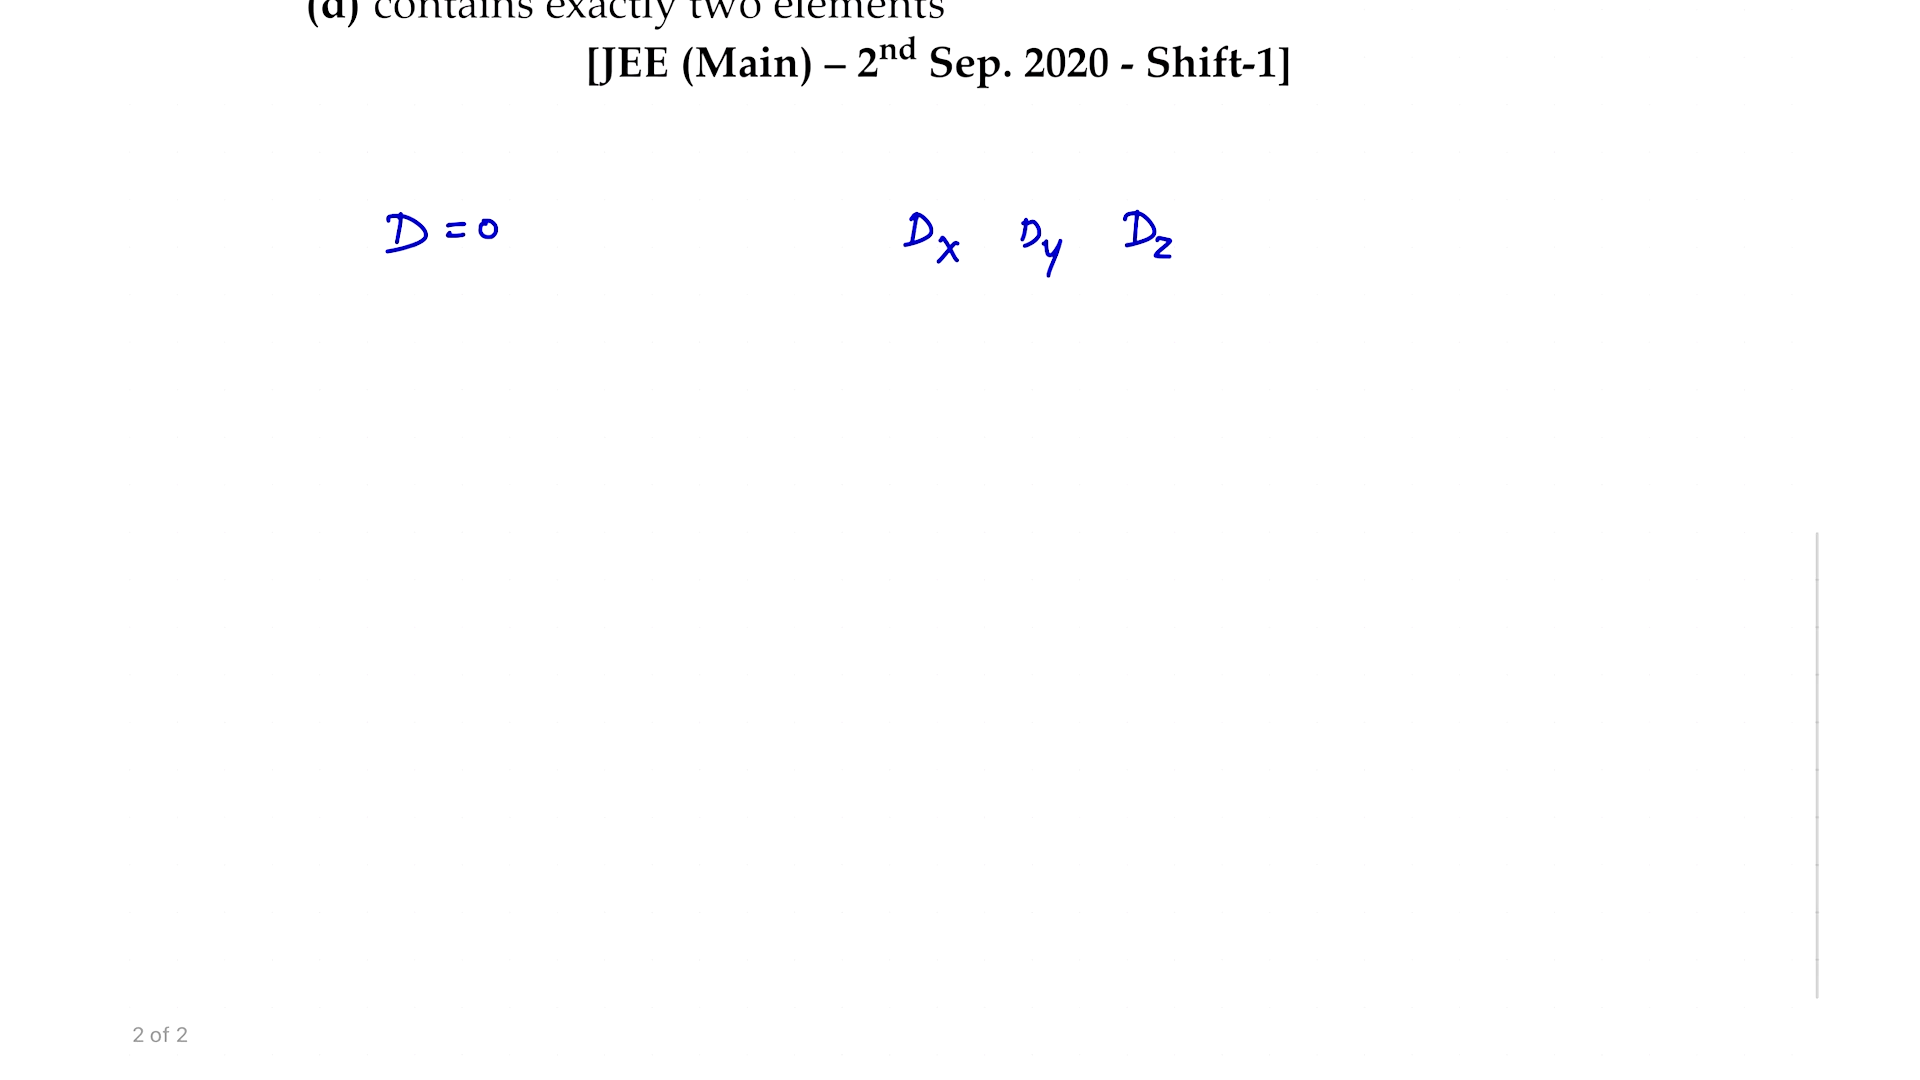 (d) contains exactly two elements
[JEE (Main) – 2nd Sep. 2020 - Shift-1]
D = 0 Dx Dy Dz
2 of 2